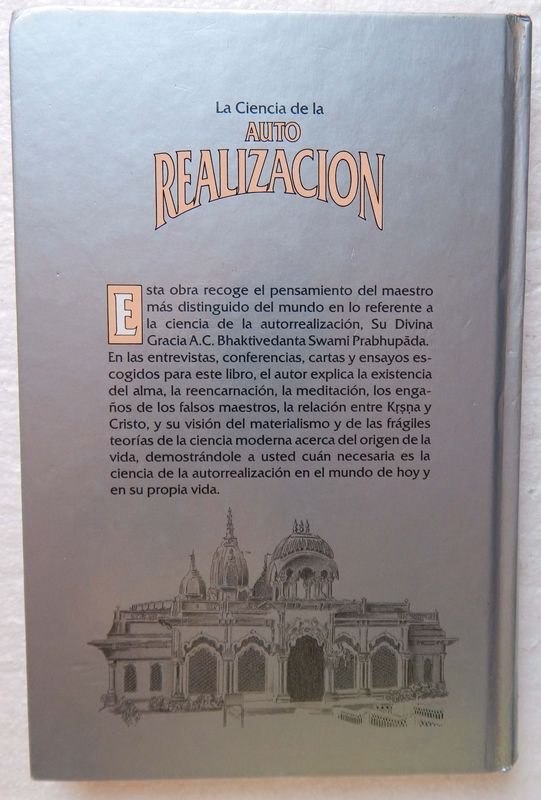 La Ciencia de la
AUTO
REALIZACION
Esta obra recoge el pensamiento del maestro
más distinguido del mundo en lo referente a
la ciencia de la autorrealización, Su Divina
Gracia A.C. Bhaktivedanta Swami Prabhupāda.
En las entrevistas, conferencias, cartas y ensayos es-
cogidos para este libro, el autor explica la existencia
del alma, la reencarnación, la meditación, los enga-
ños de los falsos maestros, la relación entre Kṛṣṇa y
Cristo, y su visión del materialismo y de las frágiles
teorías de la ciencia moderna acerca del origen de la
vida, demostrándole a usted cuán necesaria es la
ciencia de la autorrealización en el mundo de hoy y
en su propia vida.